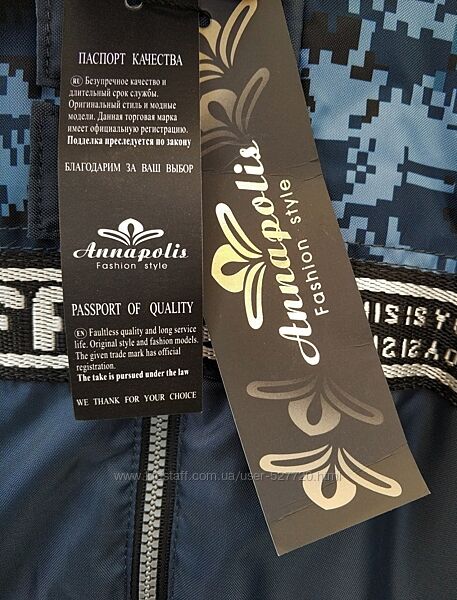 ПАСПОРТ КАЧЕСТВА
RU Безупречное качество и
длительный срок службы.
Оригинальный стиль и модные
модели. Данная торговая марка
имеет официальную регистрацию.
Подделка преследуется по закону
БЛАГОДАРИМ ЗА ВАШ ВЫБОР
Annapolis
Fashion style
PASSPORT OF QUALITY
EN Faultless quality and long service
life. Original style and fashion models.
The given trade mark has official
registration.
The take is pursued under the law
WE THANK FOR YOUR CHOICE
Annapolis
Fashion style